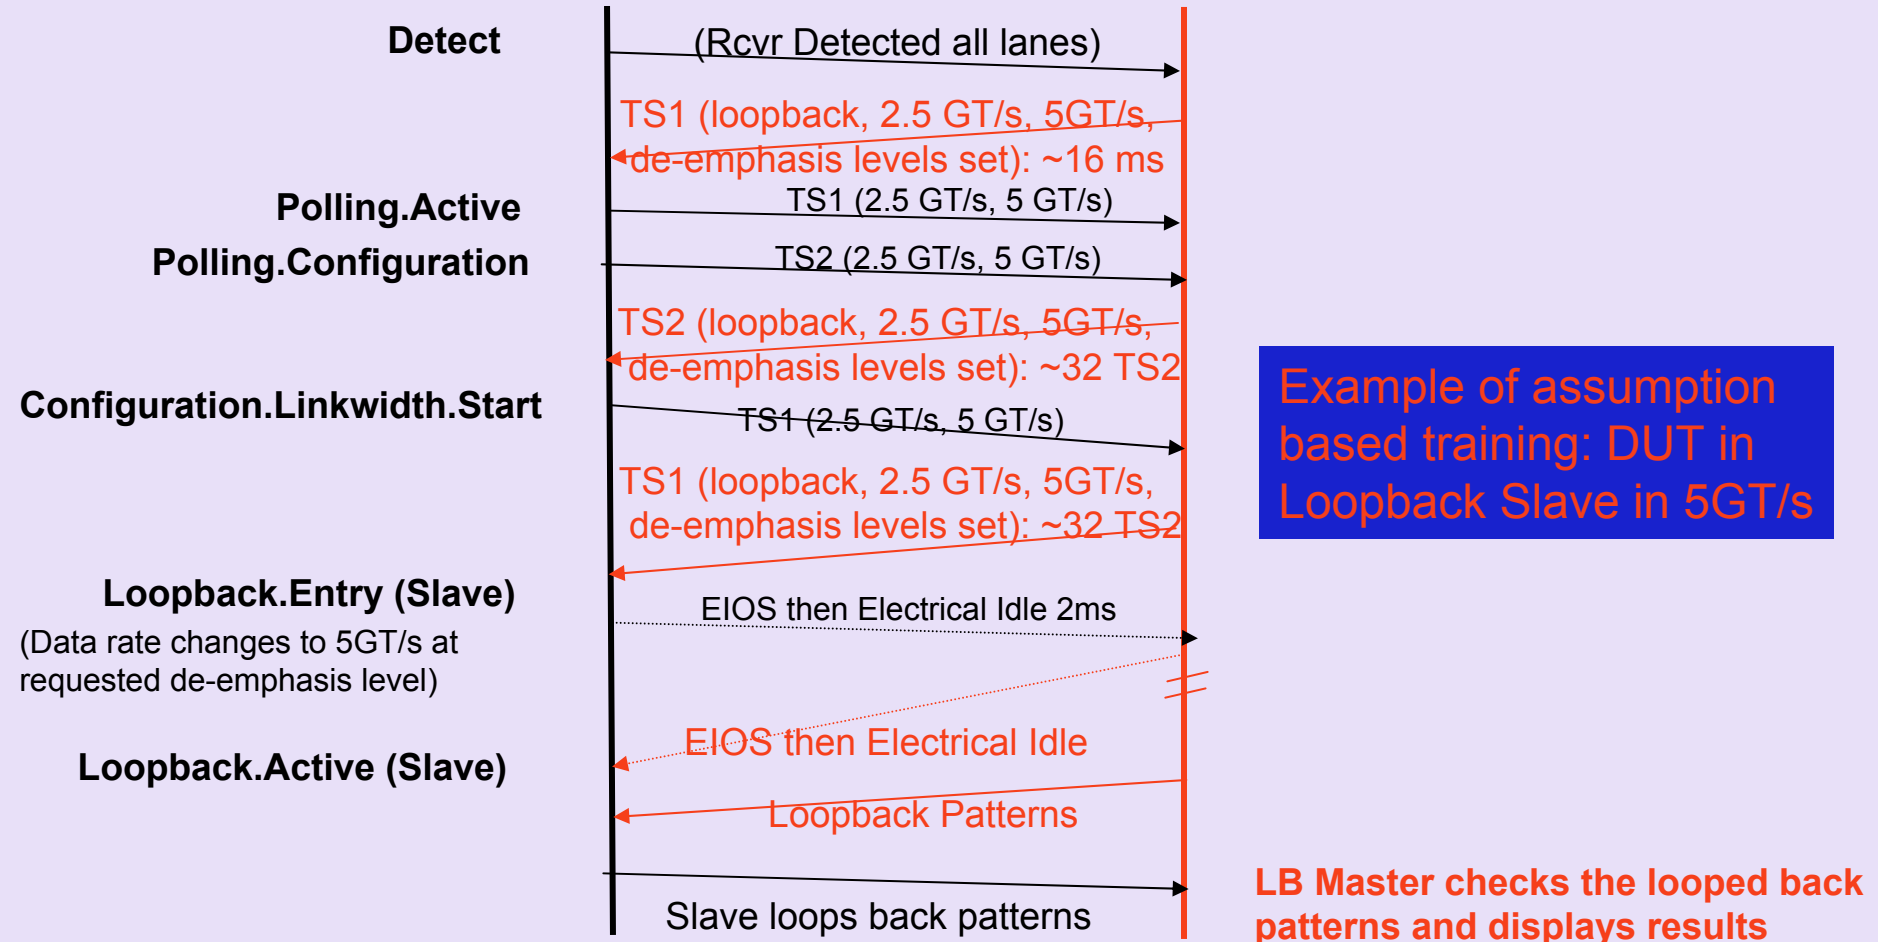 Detect
(Rcvr Detected all lanes)
TS1 (loopback, 2.5 GT/s, 5GT/s,
de-emphasis levels set): ~16 ms
Polling.Active
TS1 (2.5 GT/s, 5 GT/s)
Polling.Configuration
TS2 (2.5 GT/s, 5 GT/s)
TS2 (loopback, 2.5 GT/s, 5GT/s,
de-emphasis levels set): ~32 TS2
Configuration.Linkwidth.Start
TS1 (2.5 GT/s, 5 GT/s)
TS1 (loopback, 2.5 GT/s, 5GT/s,
de-emphasis levels set): ~32 TS2
Example of assumption
based training: DUT in
Loopback Slave in 5GT/s
Loopback.Entry (Slave)
(Data rate changes to 5GT/s at
requested de-emphasis level)
EIOS then Electrical Idle 2ms
EIOS then Electrical Idle
Loopback.Active (Slave)
Loopback Patterns
Slave loops back patterns
LB Master checks the looped back
patterns and displays results